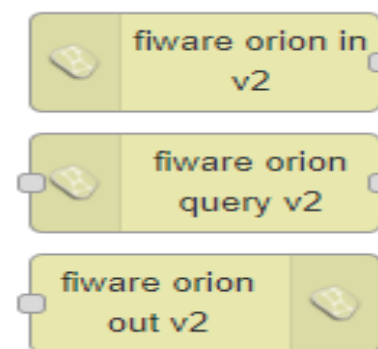 fiware orion in
v2
fiware orion
query v2
fiware orion
out v2